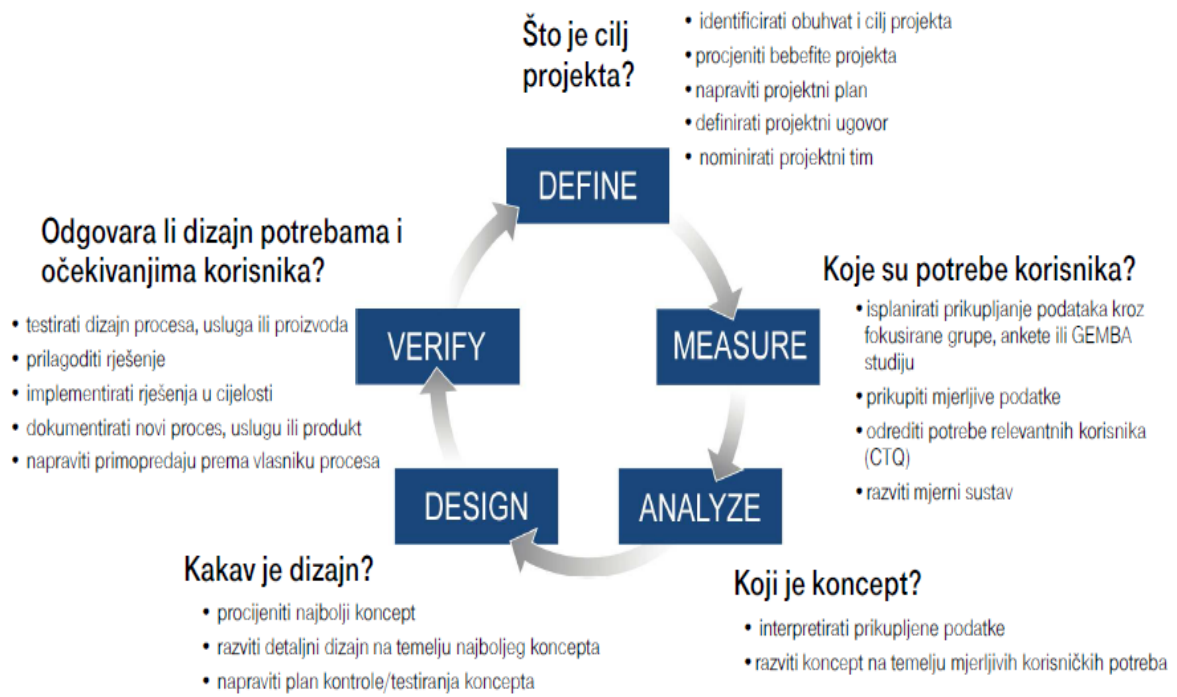 Što je cilj
projekta?
• identificirati obuhvat i cilj projekta
• procjeniti bebefite projekta
• napraviti projektni plan
• definirati projektni ugovor
• nominirati projektni tim
DEFINE
Koje su potrebe korisnika?
• isplanirati prikupljanje podataka kroz
fokusirane grupe, ankete ili GEMBA
studiju
• prikupiti mjerljive podatke
• odrediti potrebe relevantnih korisnika
(CTQ)
• razviti mjerni sustav
MEASURE
ANALYZE
Koji je koncept?
• interpretirati prikupljene podatke
• razviti koncept na temelju mjerljivih korisničkih potreba
DESIGN
Kakav je dizajn?
• procijeniti najbolji koncept
• razviti detaljni dizajn na temelju najboljeg koncepta
• napraviti plan kontrole/testiranja koncepta
VERIFY
Odgovara li dizajn potrebama i
očekivanjima korisnika?
• testirati dizajn procesa, usluga ili proizvoda
• prilagoditi rješenje
• implementirati rješenja u cijelosti
• dokumentirati novi proces, uslugu ili produkt
• napraviti primopredaju prema vlasniku procesa